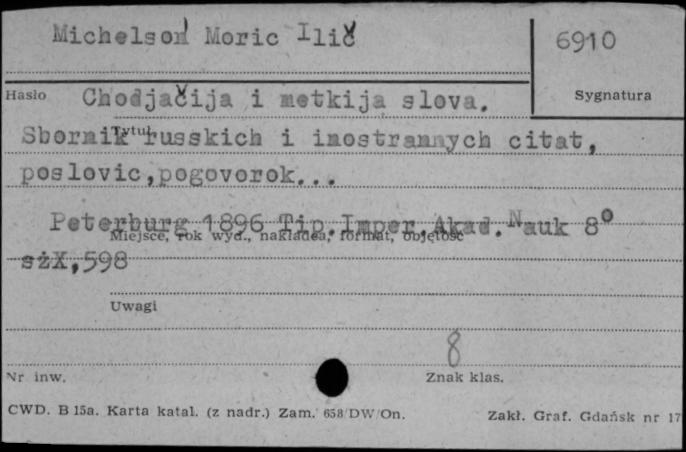 Michelson Moric Ilič
6910
Hasło
Chodjačija i metkija slova.
Sygnatura
Tytuł
Sbornik russkich i inostrannych citat,
poslovic,pogovorok...
Peterburg 1896 Tip.Imper.Akad.Nauk 8°
Miejsce, rok wyd., nakładca, format, objętość
sżX,598
Uwagi
8
Nr inw.
Znak klas.
CWD. B 15a. Karta katal. (z nadr.) Zam. 658/DW/On.
Zakł. Graf. Gdańsk nr 17